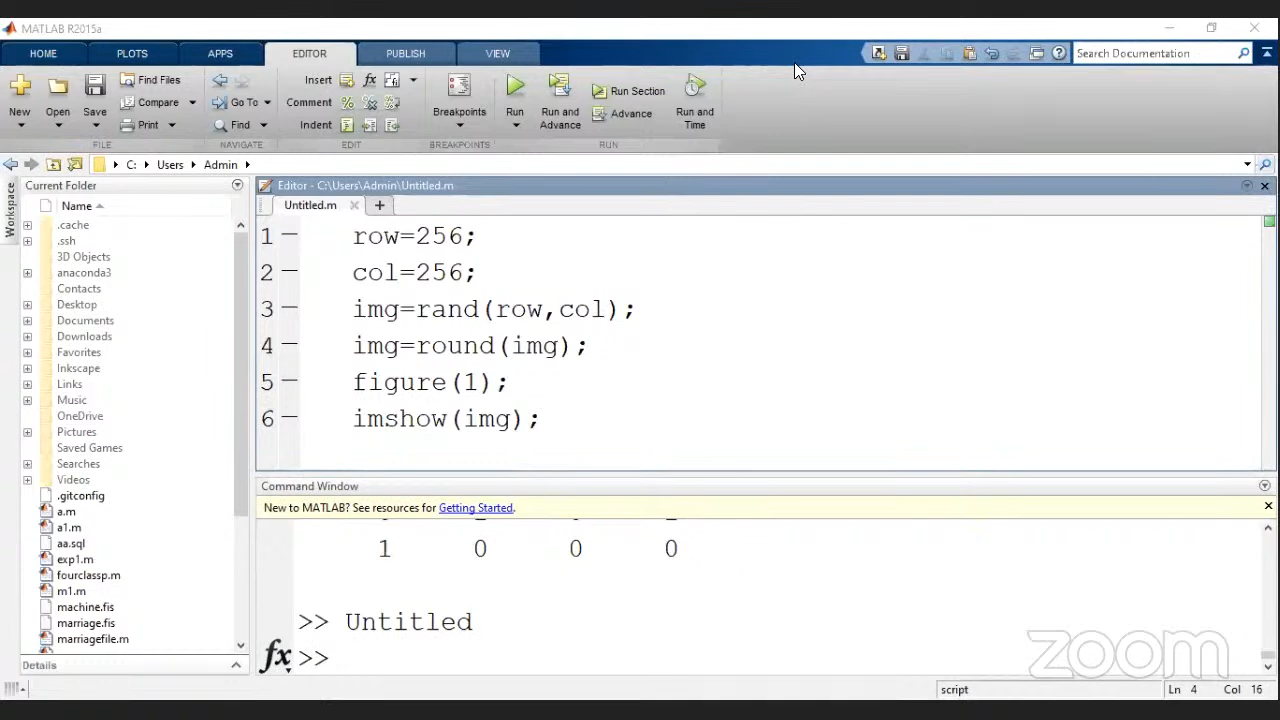 MATLAB R2015a
HOME PLOTS APPS EDITOR PUBLISH VIEW Search Documentation
New Open Save Find Files Compare Print Go To Find Insert fx Comment Indent Breakpoints Run Run and Advance Run Section Advance Run and Time
FILE NAVIGATE EDIT BREAKPOINTS RUN
C: Users Admin
Workspace
Current Folder
Name
.cache
.ssh
3D Objects
anaconda3
Contacts
Desktop
Documents
Downloads
Favorites
Inkscape
Links
Music
OneDrive
Pictures
Saved Games
Searches
Videos
.gitconfig
a.m
a1.m
aa.sql
exp1.m
fourclassp.m
m1.m
machine.fis
marriage.fis
marriagefile.m
Details
Editor - C:\Users\Admin\Untitled.m
Untitled.m
1 row=256;
2 col=256;
3 img=rand(row,col);
4 img=round(img);
5 figure(1);
6 imshow(img);
Command Window
New to MATLAB? See resources for Getting Started.
1 0 0 0
>> Untitled
fx >>
zoom
script Ln 4 Col 16